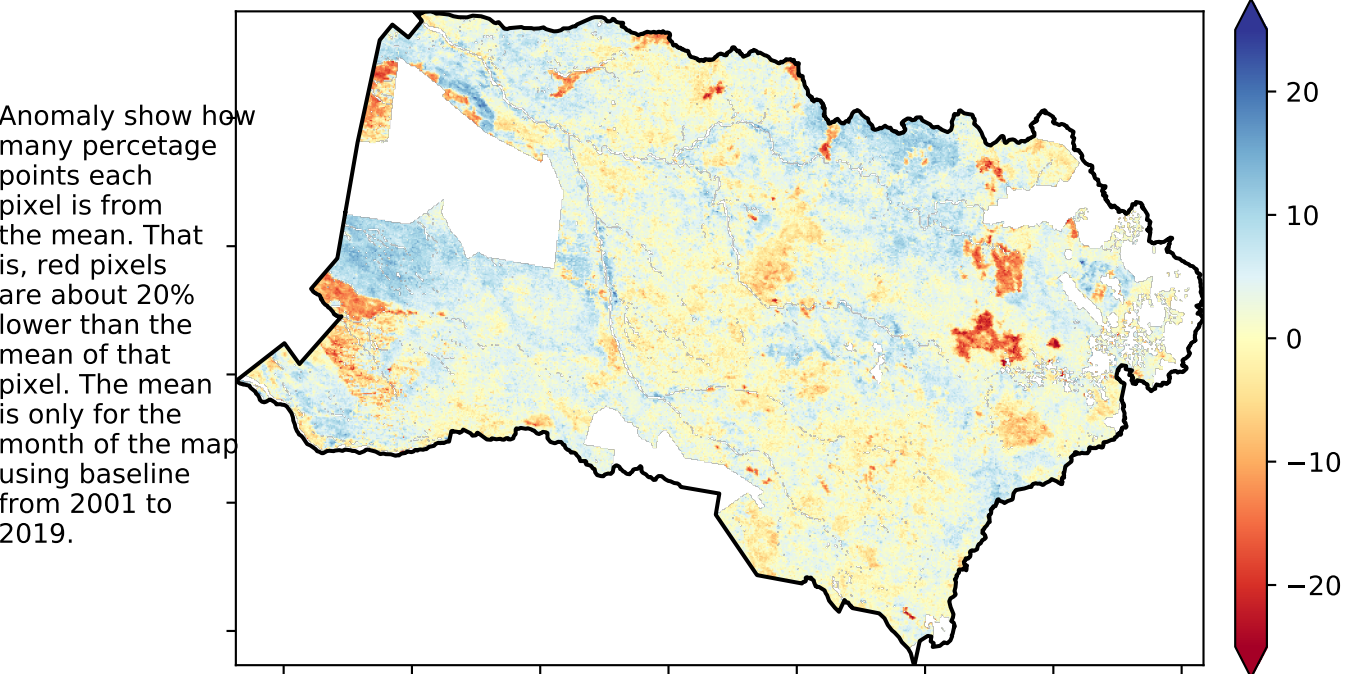 Anomaly show how
many percetage
points each
pixel is from
the mean. That
is, red pixels
are about 20%
lower than the
mean of that
pixel. The mean
is only for the
month of the map
using baseline
from 2001 to
2019.
20
10
0
−10
−20